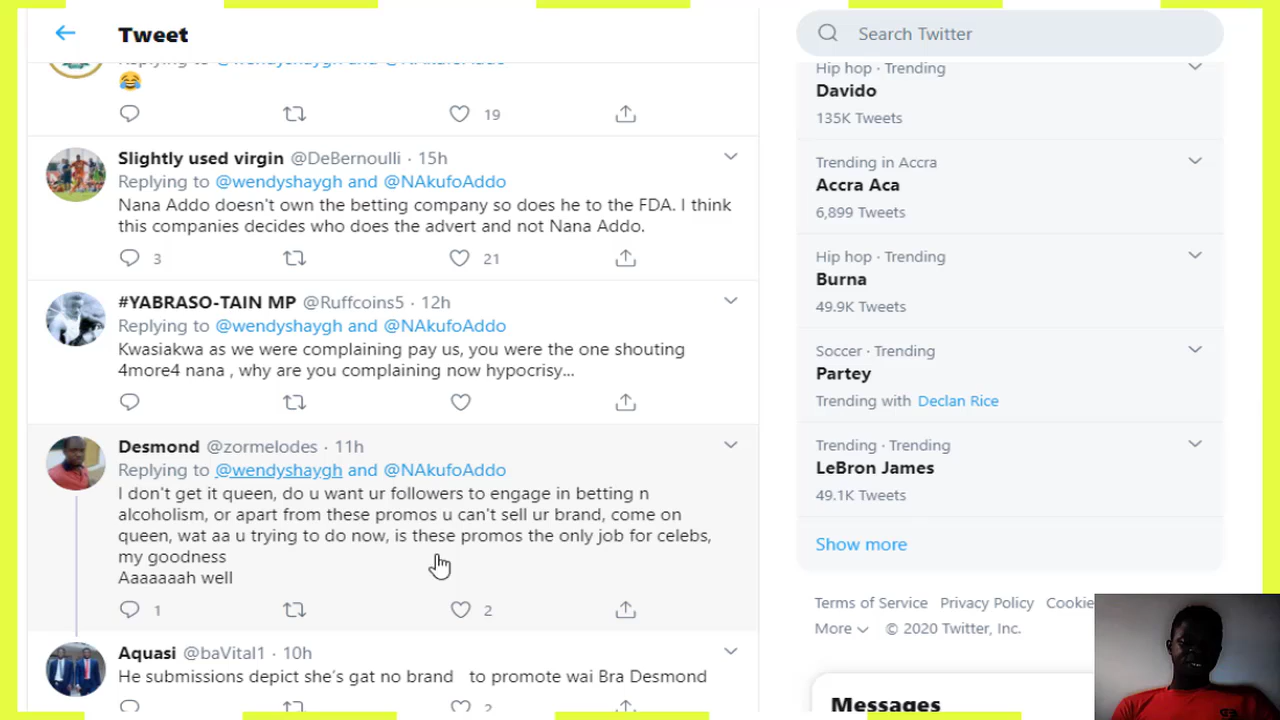 Tweet
Replying to @wendyshaygh and @NAkufoAddo
😂
19
Slightly used virgin @DeBernoulli · 15h
Replying to @wendyshaygh and @NAkufoAddo
Nana Addo doesn't own the betting company so does he to the FDA. I think
this companies decides who does the advert and not Nana Addo.
3 21
#YABRASO-TAIN MP @Ruffcoins5 · 12h
Replying to @wendyshaygh and @NAkufoAddo
Kwasiakwa as we were complaining pay us, you were the one shouting
4more4 nana , why are you complaining now hypocrisy...
Desmond @zormelodes · 11h
Replying to @wendyshaygh and @NAkufoAddo
I don't get it queen, do u want ur followers to engage in betting n
alcoholism, or apart from these promos u can't sell ur brand, come on
queen, wat aa u trying to do now, is these promos the only job for celebs,
my goodness
Aaaaaaah well
1 2
Aquasi @baVital1 · 10h
He submissions depict she's gat no brand to promote wai Bra Desmond
2
Search Twitter
Hip hop · Trending
Davido
135K Tweets
Trending in Accra
Accra Aca
6,899 Tweets
Hip hop · Trending
Burna
49.9K Tweets
Soccer · Trending
Partey
Trending with Declan Rice
Trending · Trending
LeBron James
49.1K Tweets
Show more
Terms of Service Privacy Policy Cookie
More © 2020 Twitter, Inc.
Messages